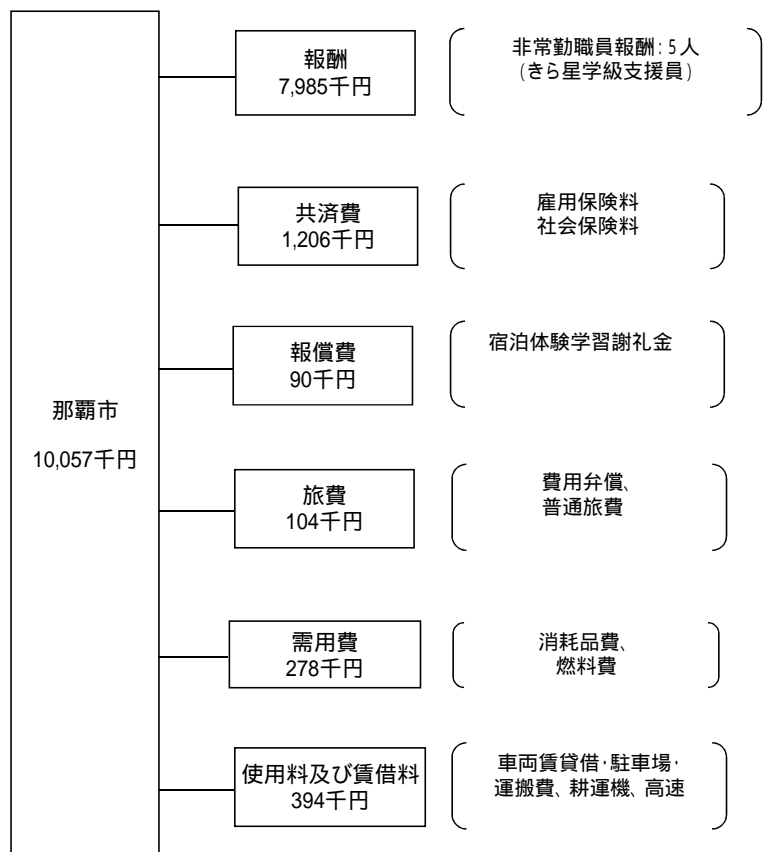 報酬
7,985千円
非常勤職員報酬：5人
（きら星学級支援員）
共済費
1,206千円
雇用保険料
社会保険料
報償費
90千円
宿泊体験学習謝礼金
那覇市
10,057千円
旅費
104千円
費用弁償、
普通旅費
需用費
278千円
消耗品費、
燃料費
使用料及び賃借料
394千円
車両賃貸借・駐車場・
運搬費、耕運機、高速